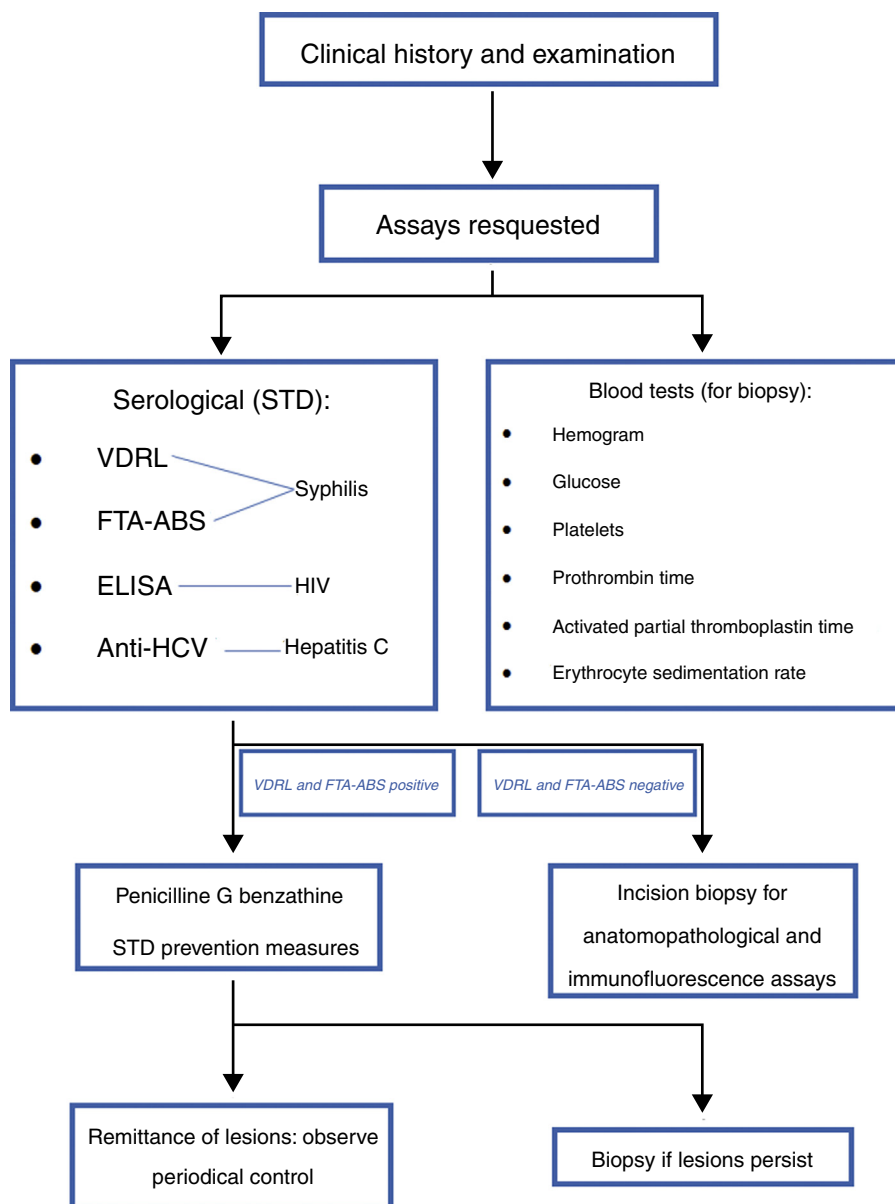 Clinical history and examination
Assays resquested
Serological (STD):
• VDRL
Syphilis
• FTA-ABS
• ELISA
HIV
• Anti-HCV
Hepatitis C
Blood tests (for biopsy):
• Hemogram
• Glucose
• Platelets
• Prothrombin time
• Activated partial thromboplastin time
• Erythrocyte sedimentation rate
VDRL and FTA-ABS positive
VDRL and FTA-ABS negative
Penicilline G benzathine
STD prevention measures
Incision biopsy for
anatomopathological and
immunofluorescence assays
Remittance of lesions: observe
periodical control
Biopsy if lesions persist